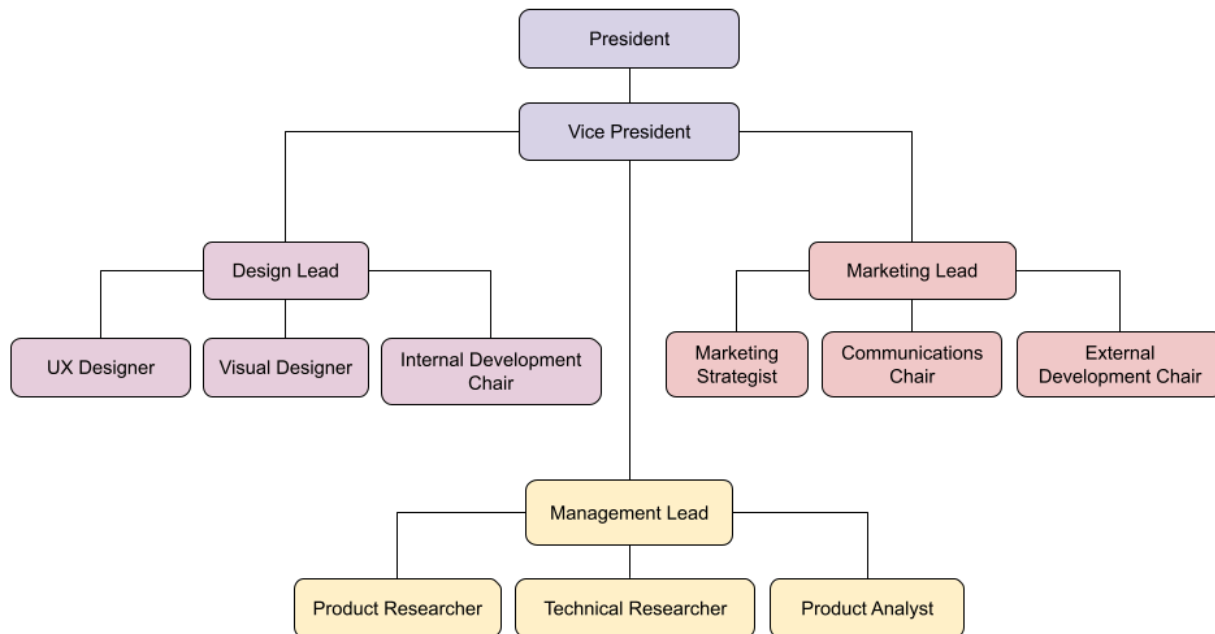 President
Vice President
Design Lead
Marketing Lead
UX Designer
Visual Designer
Internal Development
Chair
Marketing
Strategist
Communications
Chair
External
Development Chair
Management Lead
Product Researcher
Technical Researcher
Product Analyst